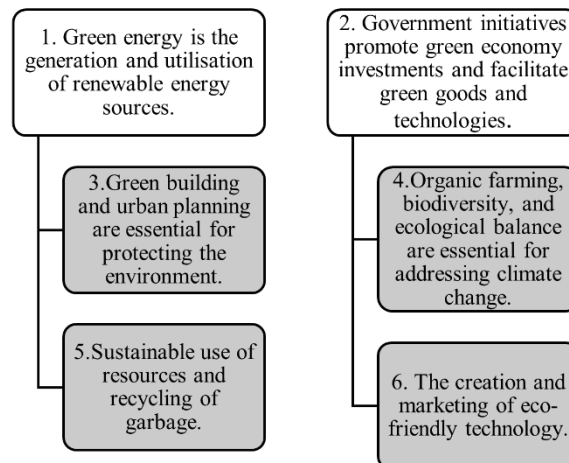 1. Green energy is the
generation and utilisation
of renewable energy
sources.
2. Government initiatives
promote green economy
investments and facilitate
green goods and
technologies.
3.Green building
and urban planning
are essential for
protecting the
environment.
4.Organic farming,
biodiversity, and
ecological balance
are essential for
addressing climate
change.
5.Sustainable use of
resources and
recycling of
garbage.
6. The creation and
marketing of eco-
friendly technology.